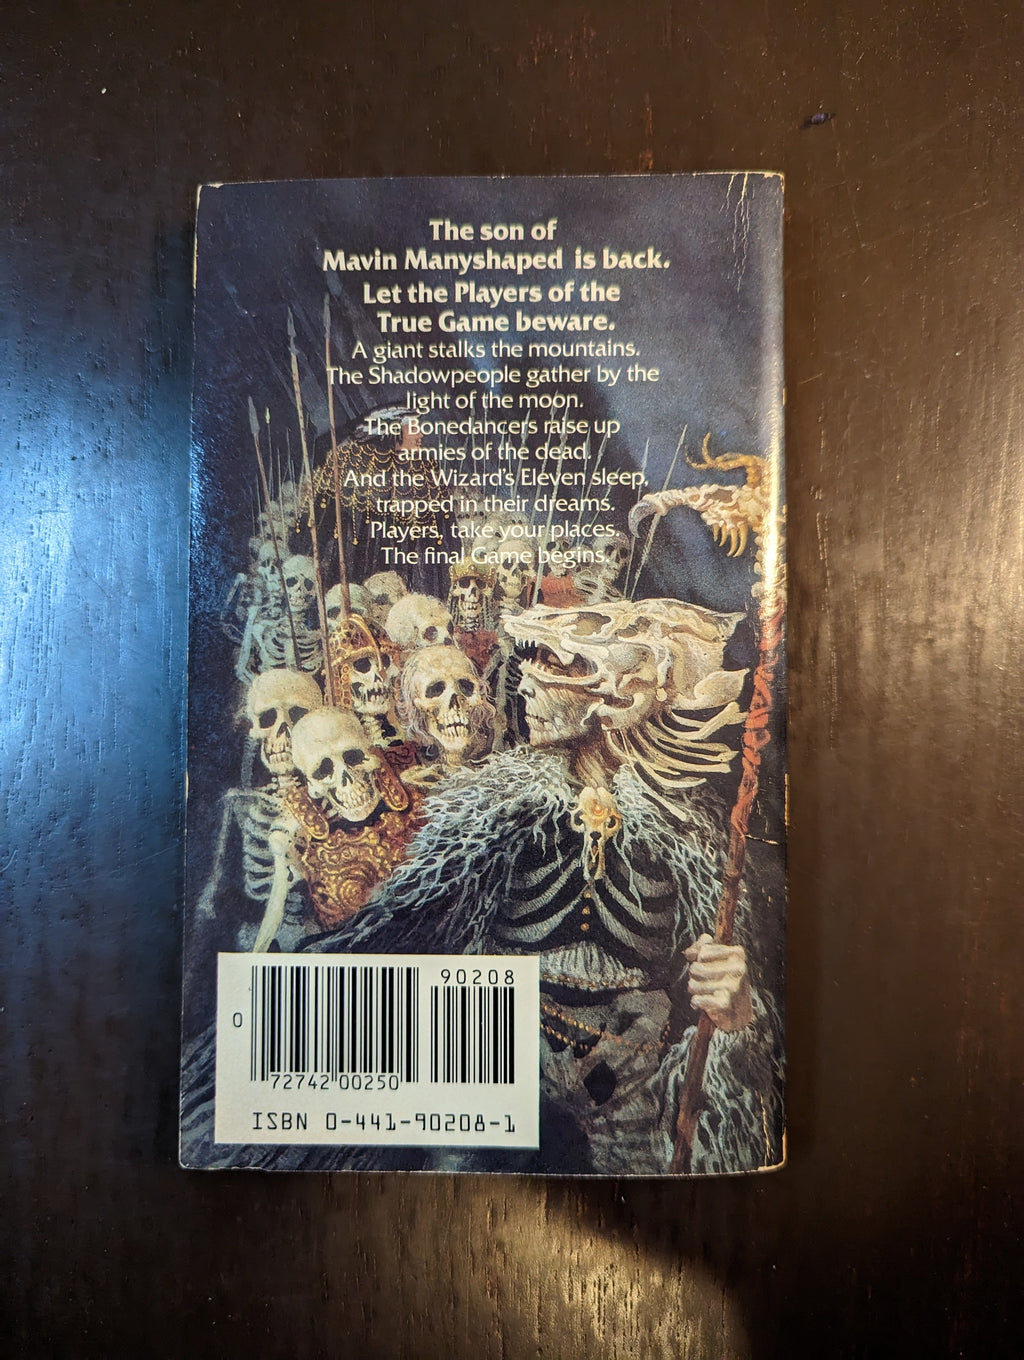 The son of
Mavin Manyshaped is back.
Let the Players of the
True Game beware.
A giant stalks the mountains.
The Shadowpeople gather by the
light of the moon.
The Bonedancers raise up
armies of the dead.
And the Wizard's Eleven sleep,
trapped in their dreams.
Players, take your places.
The final Game begins.
90208
0
72742 00250
ISBN 0-441-90208-1